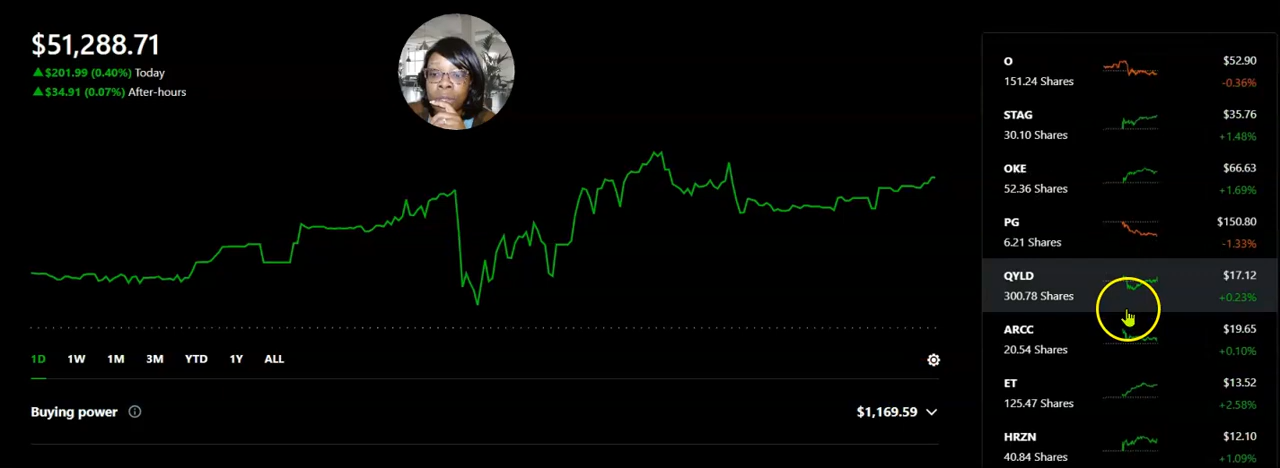 $51,288.71
▲$201.99 (0.40%) Today
▲$34.91 (0.07%) After-hours
1D 1W 1M 3M YTD 1Y ALL
Buying power
$1,169.59
O $52.90
151.24 Shares -0.36%
STAG $35.76
30.10 Shares +1.48%
OKE $66.63
52.36 Shares +1.69%
PG $150.80
6.21 Shares -1.33%
QYLD $17.12
300.78 Shares +0.23%
ARCC $19.65
20.54 Shares +0.10%
ET $13.52
125.47 Shares +2.58%
HRZN $12.10
40.84 Shares +1.09%